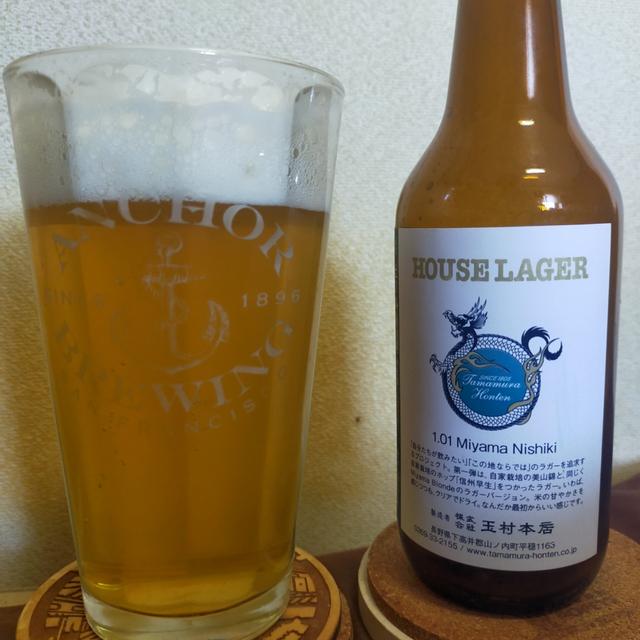 ANCHOR
SINCE 1896
BREWING
SAN FRANCISCO
HOUSE LAGER
SINCE 1805
Tamamura
Honten
1.01 Miyama Nishiki
「自分たちが飲みたい」「この地ならでは」のラガーを追求す
るプロジェクト。第一弾は、自家栽培の美山錦と、同じく
自家栽培のホップ「信州早生」をつかったラガー。いわば、
Miyama Blondeのラガーバージョン。米の甘やかさを
感じつつも、クリアでドライ。なんだか最初からいい感じです。
製造者 株式会社 玉村本店
長野県下高井郡山ノ内町平穏1163
0269-33-2155 / www.tamamura-honten.co.jp